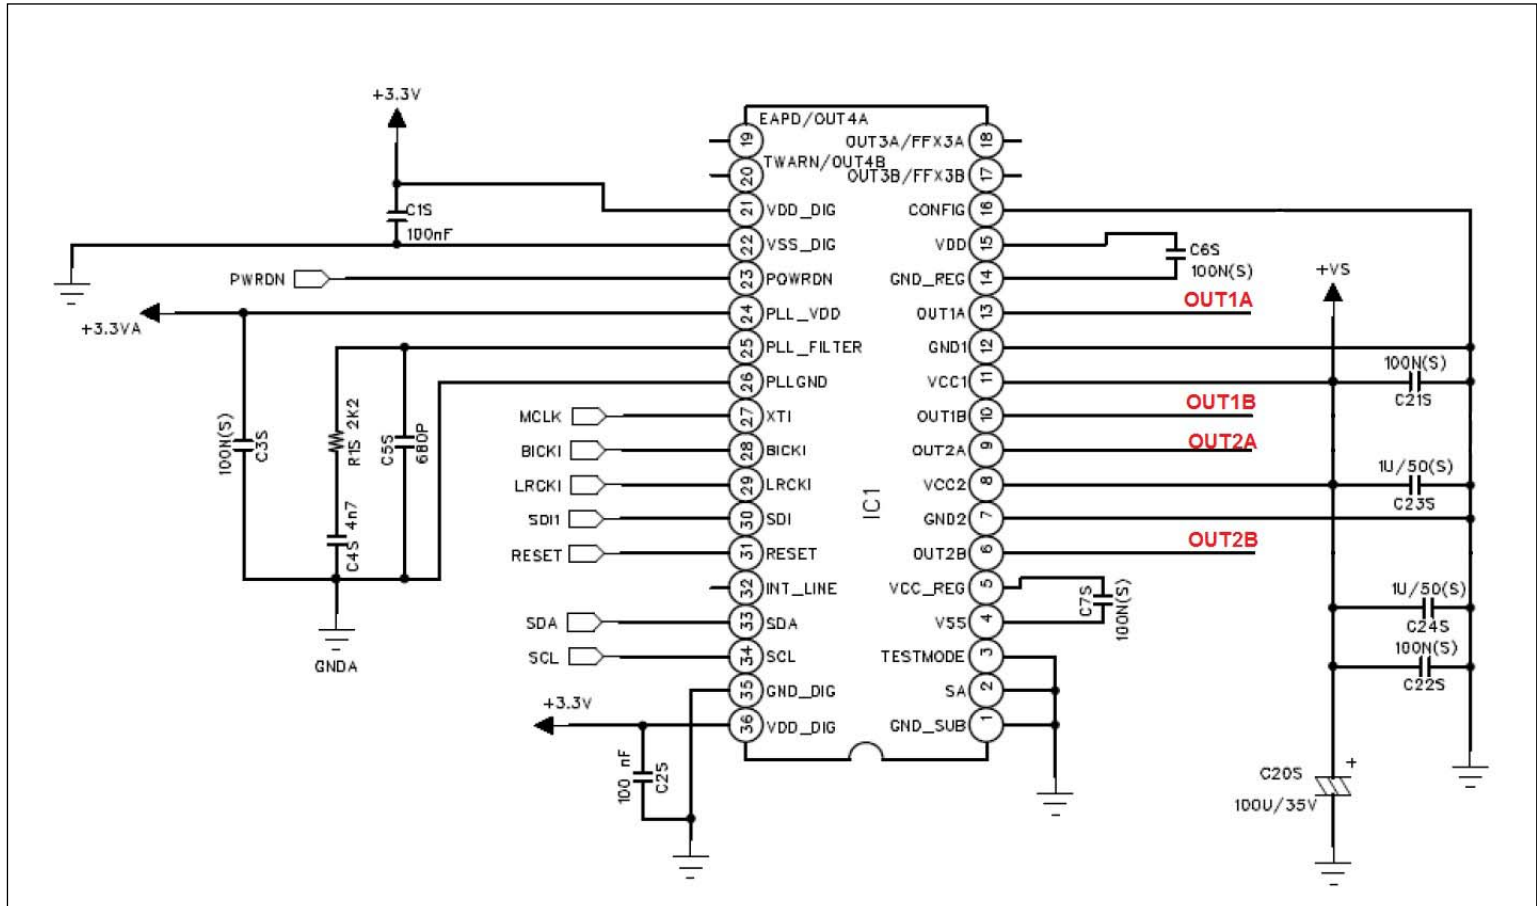 +3.3V
C1S
100nF
PWRDN
+3.3VA
100N(S)
C3S
R1S 2K2
C4S 4n7
C5S
680P
GNDA
MCLK
BICKI
LRCKI
SDI1
RESET
SDA
SCL
+3.3V
100 nF
C2S
19 EAPD/OUT4A
20 TWARN/OUT4B
21 VDD_DIG
22 VSS_DIG
23 POWRDN
24 PLL_VDD
25 PLL_FILTER
26 PLLGND
27 XTI
28 BICKI
29 LRCKI
30 SDI
31 RESET
32 INT_LINE
33 SDA
34 SCL
35 GND_DIG
36 VDD_DIG
IC1
OUT3A/FFX3A 18
OUT3B/FFX3B 17
CONFIG 16
VDD 15
GND_REG 14
OUT1A 13
GND1 12
VCC1 11
OUT1B 10
OUT2A 9
VCC2 8
GND2 7
OUT2B 6
VCC_REG 5
VSS 4
TESTMODE 3
SA 2
GND_SUB 1
C6S
100N(S)
OUT1A
OUT1B
OUT2A
OUT2B
C7S
100N(S)
+VS
100N(S)
C21S
1U/50(S)
C23S
1U/50(S)
C24S
100N(S)
C22S
C20S
+
100U/35V